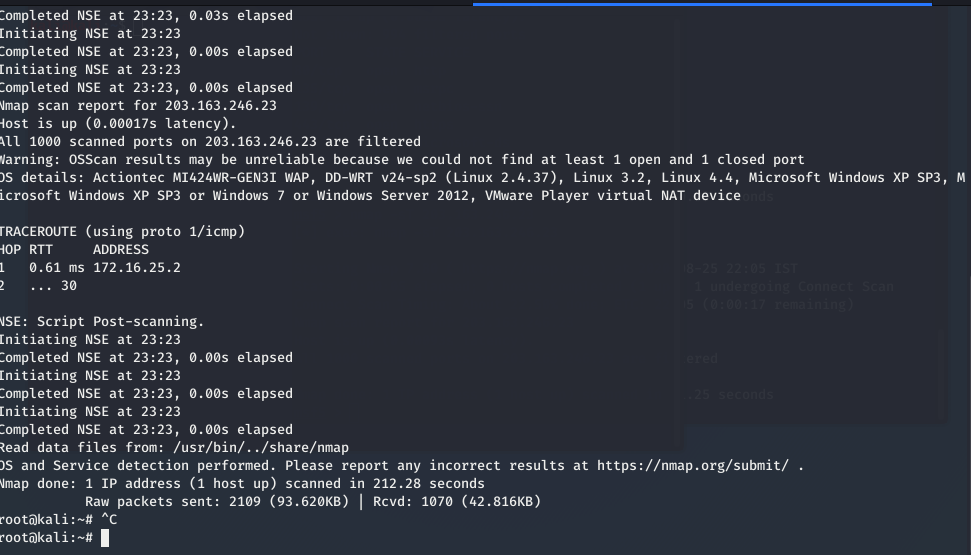 Completed NSE at 23:23, 0.03s elapsed
Initiating NSE at 23:23
Completed NSE at 23:23, 0.00s elapsed
Initiating NSE at 23:23
Completed NSE at 23:23, 0.00s elapsed
Nmap scan report for 203.163.246.23
Host is up (0.00017s latency).
All 1000 scanned ports on 203.163.246.23 are filtered
Warning: OSScan results may be unreliable because we could not find at least 1 open and 1 closed port
OS details: Actiontec MI424WR-GEN3I WAP, DD-WRT v24-sp2 (Linux 2.4.37), Linux 3.2, Linux 4.4, Microsoft Windows XP SP3, M
icrosoft Windows XP SP3 or Windows 7 or Windows Server 2012, VMware Player virtual NAT device
onds
TRACEROUTE (using proto 1/icmp)
HOP RTT     ADDRESS
1   0.61 ms 172.16.25.2
8-25 22:05 IST
2   ... 30
1 undergoing Connect Scan
(0:00:17 remaining)
NSE: Script Post-scanning.
Initiating NSE at 23:23
Completed NSE at 23:23, 0.00s elapsed
ered
Initiating NSE at 23:23
Completed NSE at 23:23, 0.00s elapsed
.25 seconds
Initiating NSE at 23:23
Completed NSE at 23:23, 0.00s elapsed
Read data files from: /usr/bin/../share/nmap
OS and Service detection performed. Please report any incorrect results at https://nmap.org/submit/ .
Nmap done: 1 IP address (1 host up) scanned in 212.28 seconds
           Raw packets sent: 2109 (93.620KB) | Rcvd: 1070 (42.816KB)
root@kali:~# ^C
root@kali:~#